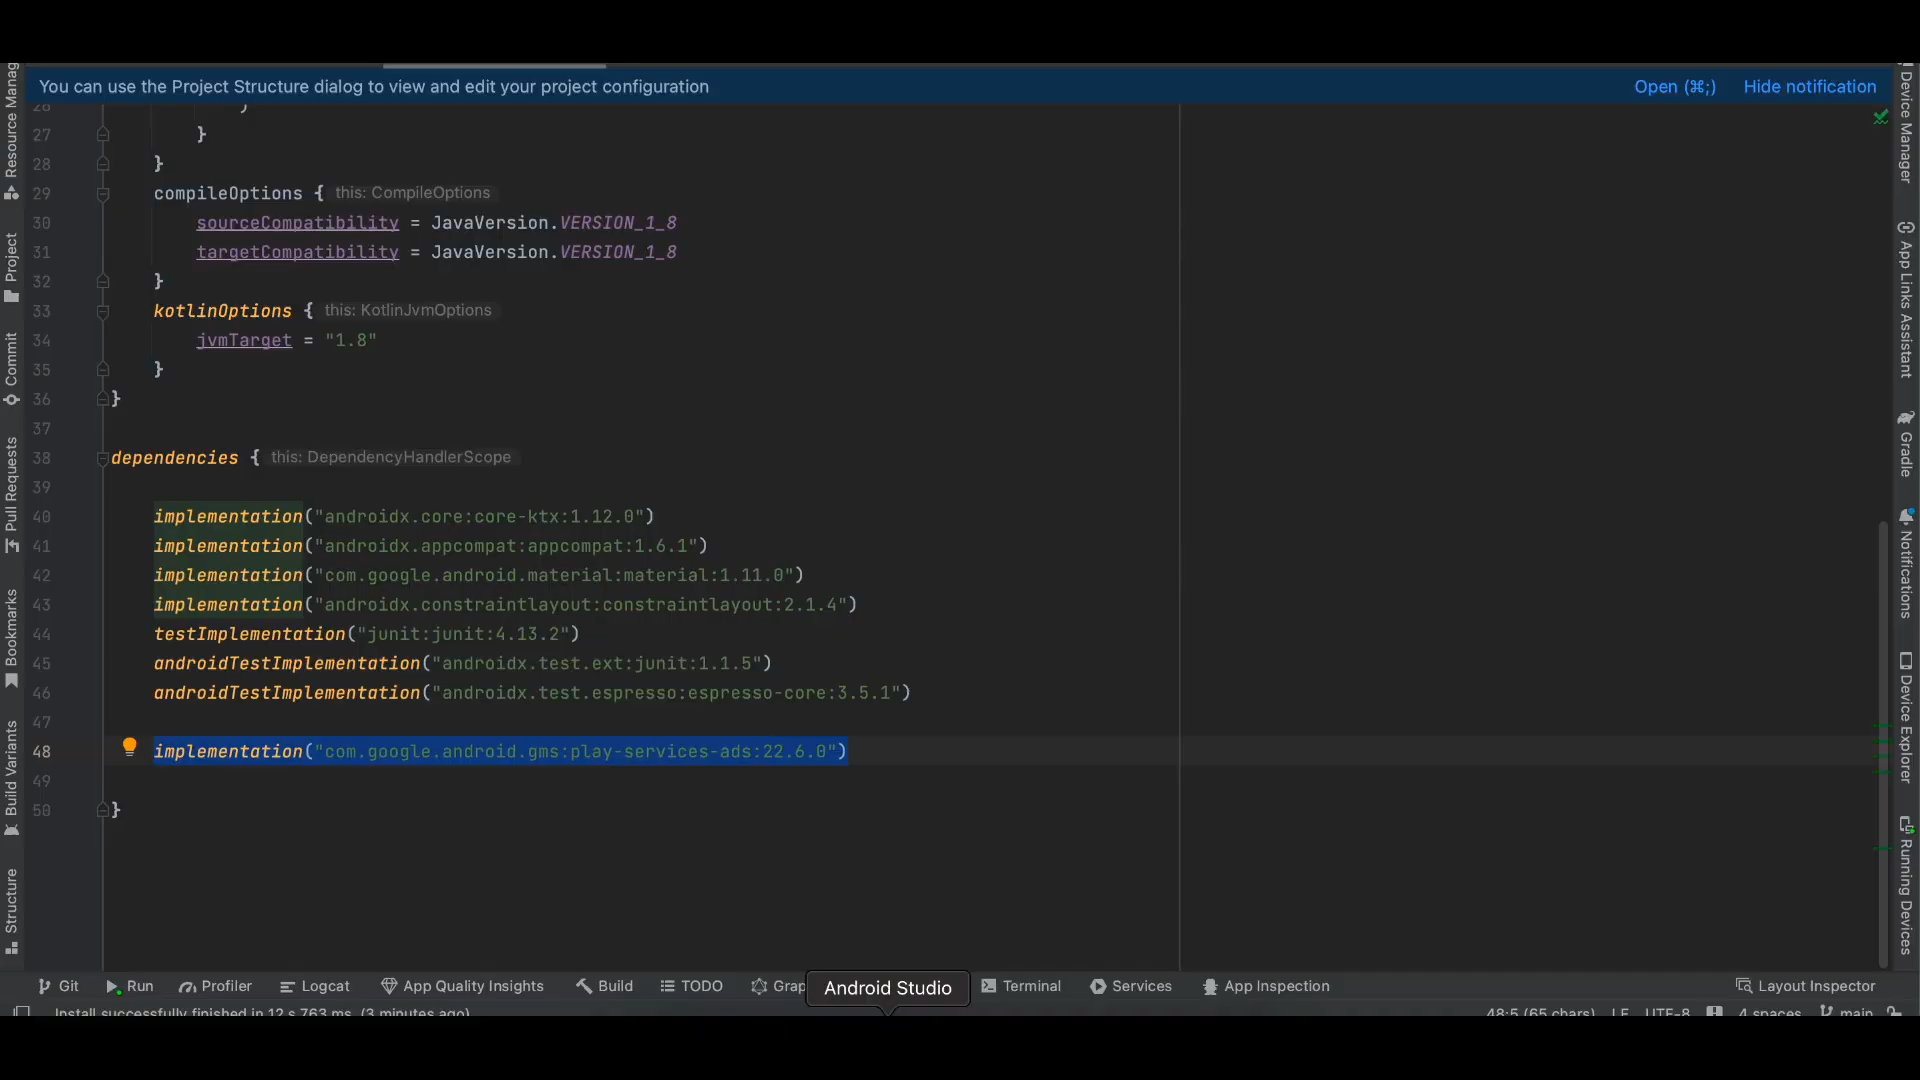 You can use the Project Structure dialog to view and edit your project configuration
Open (⌘;)
Hide notification
26 }
27 }
28 }
29 compileOptions { this: CompileOptions
30 sourceCompatibility = JavaVersion.VERSION_1_8
31 targetCompatibility = JavaVersion.VERSION_1_8
32 }
33 kotlinOptions { this: KotlinJvmOptions
34 jvmTarget = "1.8"
35 }
36 }
37
38 dependencies { this: DependencyHandlerScope
39
40 implementation("androidx.core:core-ktx:1.12.0")
41 implementation("androidx.appcompat:appcompat:1.6.1")
42 implementation("com.google.android.material:material:1.11.0")
43 implementation("androidx.constraintlayout:constraintlayout:2.1.4")
44 testImplementation("junit:junit:4.13.2")
45 androidTestImplementation("androidx.test.ext:junit:1.1.5")
46 androidTestImplementation("androidx.test.espresso:espresso-core:3.5.1")
47
48 implementation("com.google.android.gms:play-services-ads:22.6.0")
49
50 }
Resource Manag
Project
Commit
Pull Requests
Bookmarks
Build Variants
Structure
Device Manager
App Links Assistant
Gradle
Notifications
Device Explorer
Running Devices
Git
Run
Profiler
Logcat
App Quality Insights
Build
TODO
Grap
Android Studio
Terminal
Services
App Inspection
Layout Inspector
Install successfully finished in 12 s 763 ms. (3 minutes ago)
48:5 (65 chars)
LF
UTF-8
4 spaces
main